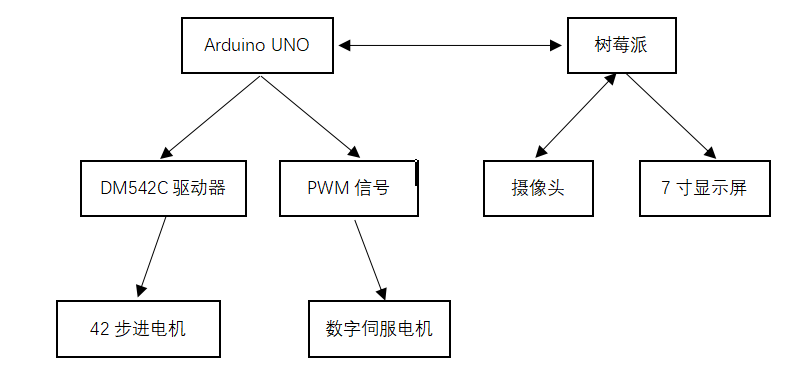 Arduino UNO
树莓派
DM542C 驱动器
PWM 信号
摄像头
7 寸显示屏
42 步进电机
数字伺服电机